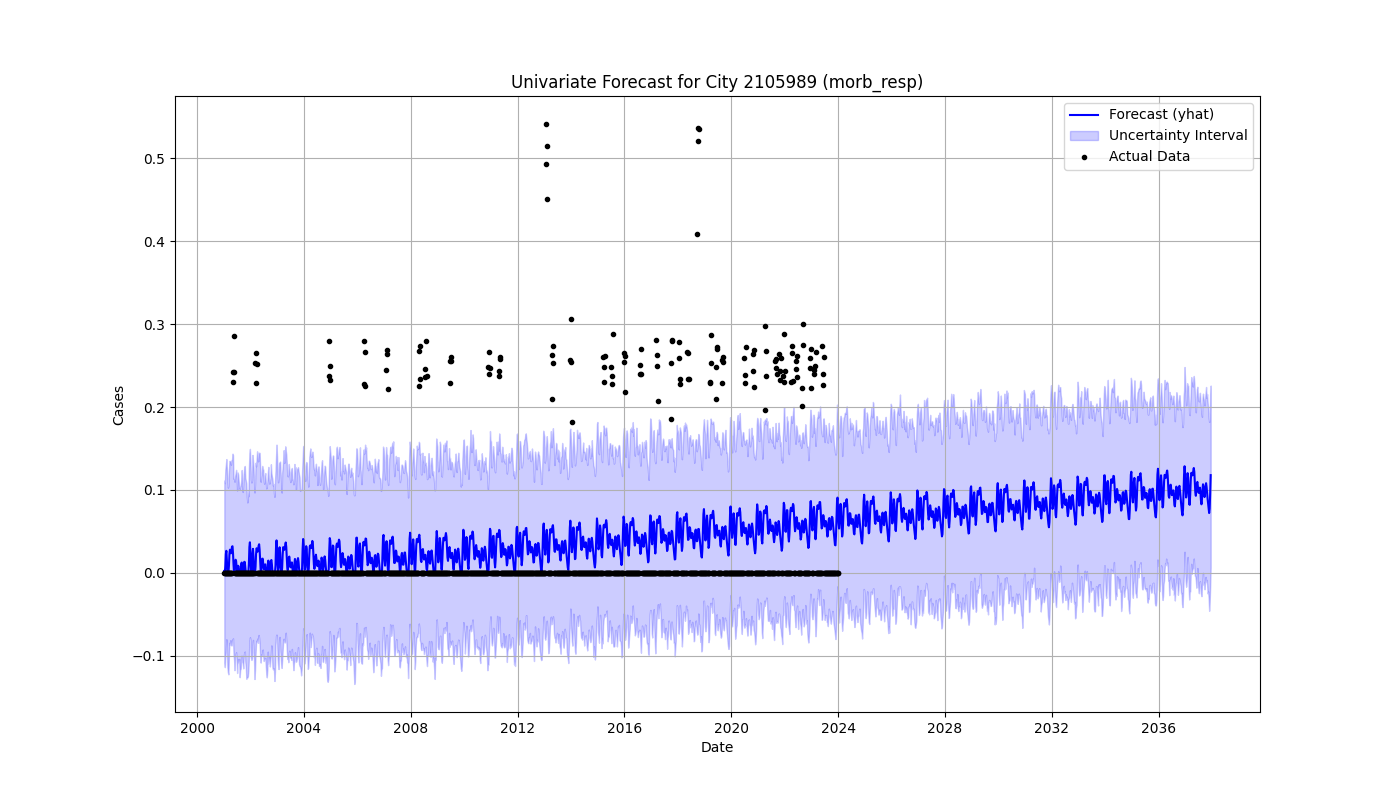 Univariate Forecast for City 2105989 (morb_resp)
Forecast (yhat)
Uncertainty Interval
Actual Data
Cases
0.5
0.4
0.3
0.2
0.1
0.0
−0.1
2000 2004 2008 2012 2016 2020 2024 2028 2032 2036
Date